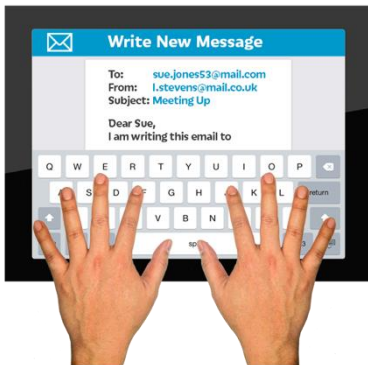 Write New Message
To: sue.jones53@mail.com
From: l.stevens@mail.co.uk
Subject: Meeting Up
Dear Sue,
I am writing this email to
Q W E R T Y U I O P
A S D F G H K L return
V B N